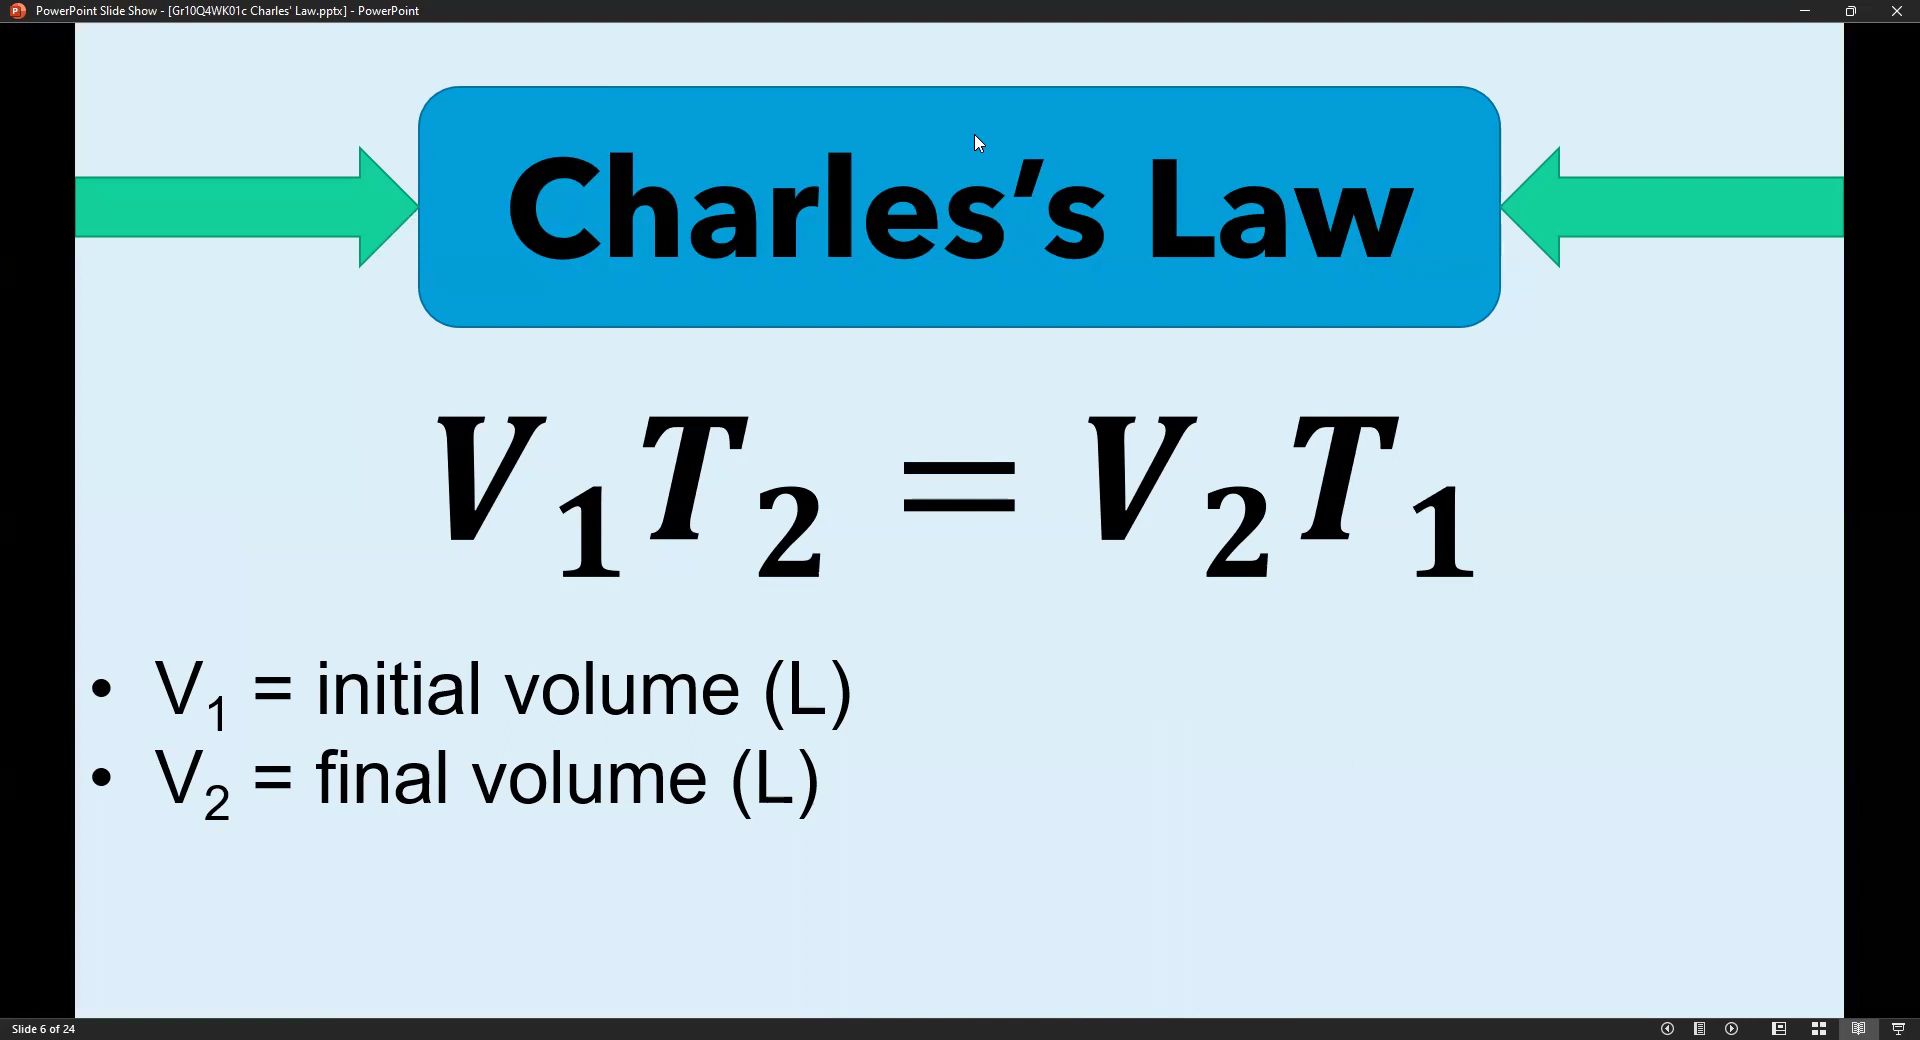 PowerPoint Slide Show - [Gr10Q4WK01c Charles' Law.pptx] - PowerPoint
Charles’s Law
V₁T₂ = V₂T₁
• V₁ = initial volume (L)
• V₂ = final volume (L)
Slide 6 of 24